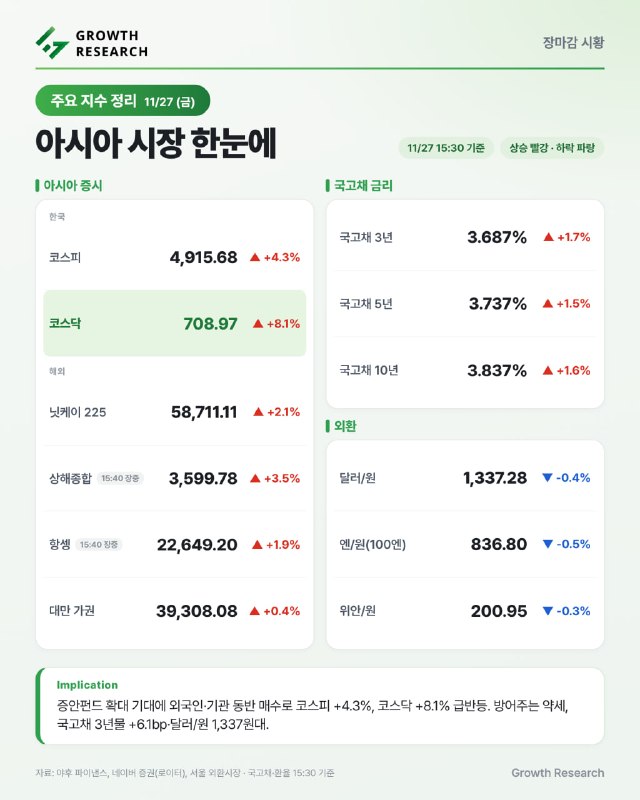 GROWTH
RESEARCH
장마감 시황
주요 지수 정리 11/27 (금)
아시아 시장 한눈에
11/27 15:30 기준
상승 빨강 · 하락 파랑
아시아 증시
한국
코스피 4,915.68 ▲ +4.3%
코스닥 708.97 ▲ +8.1%
해외
닛케이 225 58,711.11 ▲ +2.1%
상해종합 15:40 장중 3,599.78 ▲ +3.5%
항셍 15:40 장중 22,649.20 ▲ +1.9%
대만 가권 39,308.08 ▲ +0.4%
국고채 금리
국고채 3년 3.687% ▲ +1.7%
국고채 5년 3.737% ▲ +1.5%
국고채 10년 3.837% ▲ +1.6%
외환
달러/원 1,337.28 ▼ -0.4%
엔/원(100엔) 836.80 ▼ -0.5%
위안/원 200.95 ▼ -0.3%
Implication
증안펀드 확대 기대에 외국인·기관 동반 매수로 코스피 +4.3%, 코스닥 +8.1% 급반등. 방어주는 약세,
국고채 3년물 +6.1bp·달러/원 1,337원대.
자료: 야후 파이낸스, 네이버 증권(로이터), 서울 외환시장 · 국고채·환율 15:30 기준
Growth Research